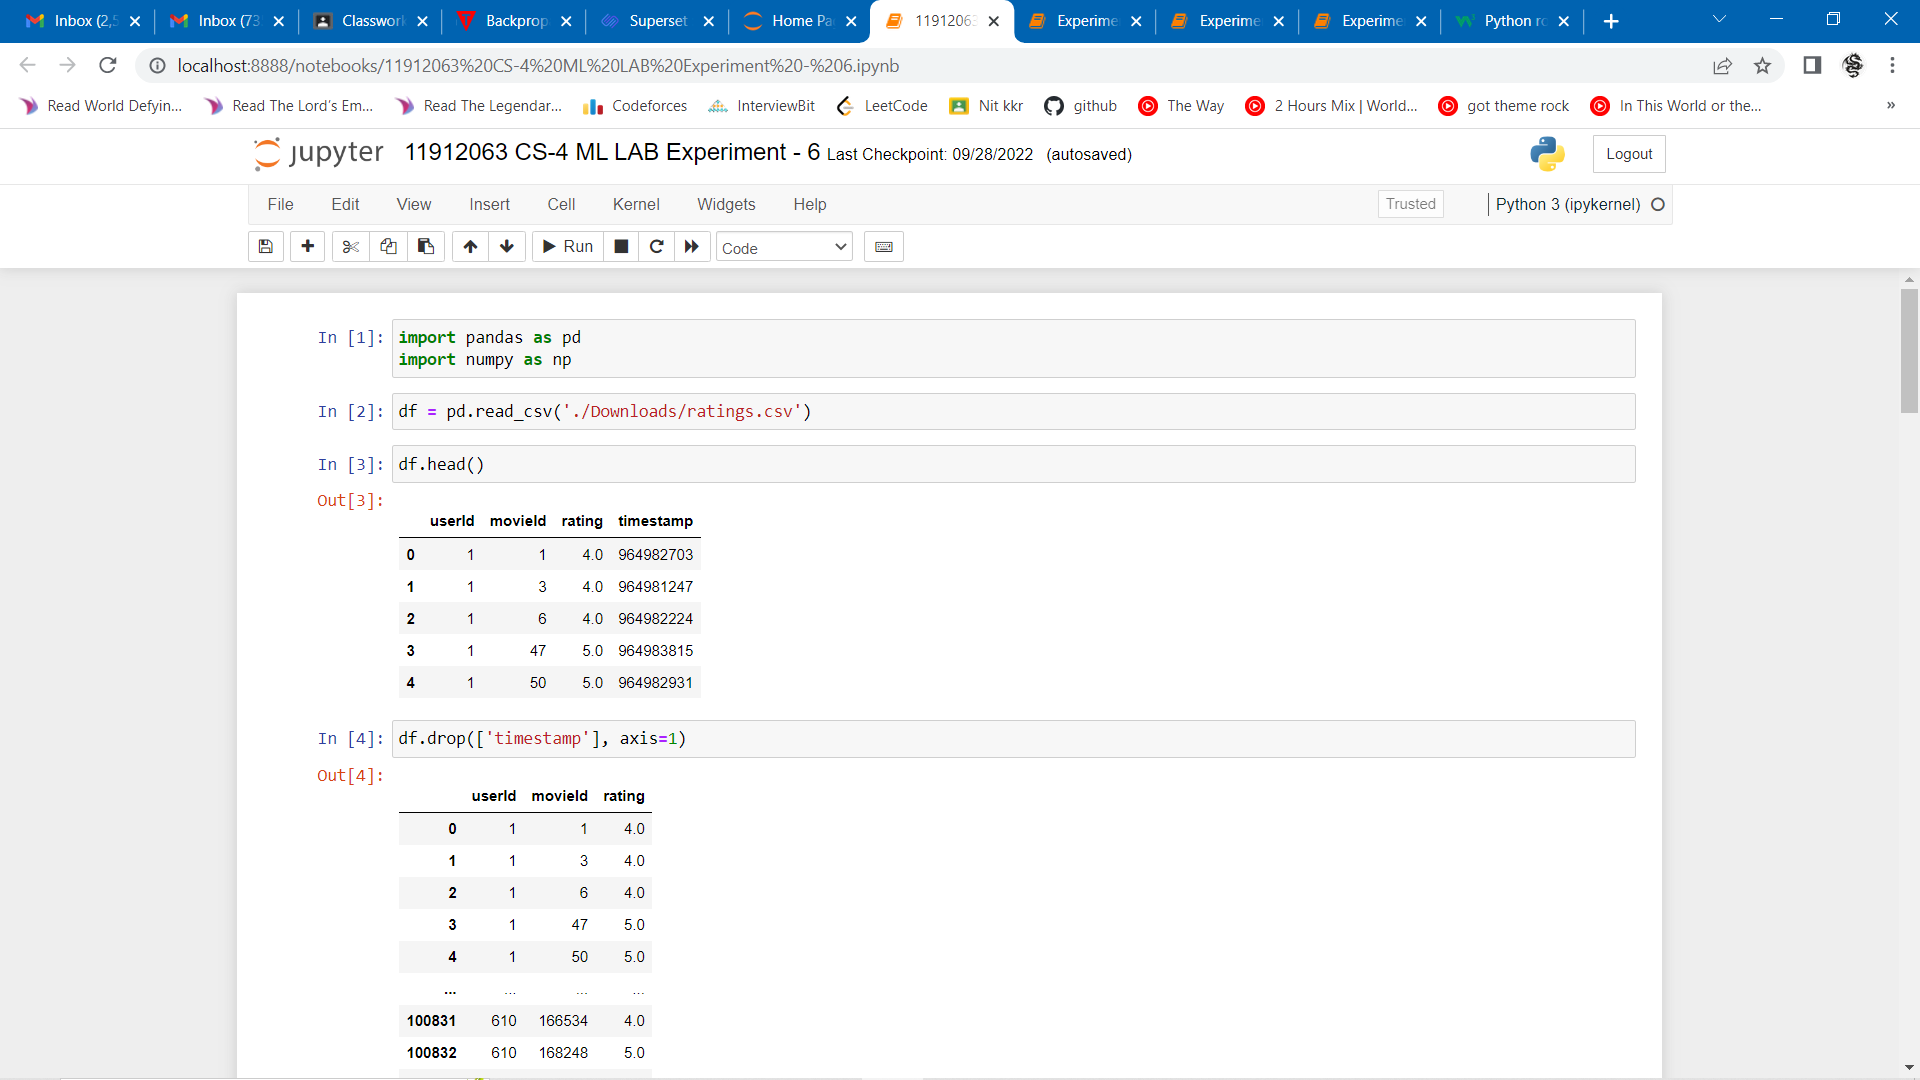 Inbox (2,5
Inbox (73
Classwork
Backprop
Superset
Home Pa
11912063
Experime
Experime
Experime
Python ro
localhost:8888/notebooks/11912063%20CS-4%20ML%20LAB%20Experiment%20-%206.ipynb
Read World Defyin...
Read The Lord's Em...
Read The Legendar...
Codeforces
InterviewBit
LeetCode
Nit kkr
github
The Way
2 Hours Mix | World...
got theme rock
In This World or the...
»
jupyter 11912063 CS-4 ML LAB Experiment - 6 Last Checkpoint: 09/28/2022 (autosaved)
Logout
File Edit View Insert Cell Kernel Widgets Help
Trusted
Python 3 (ipykernel)
Run
Code
In [1]: import pandas as pd
import numpy as np
In [2]: df = pd.read_csv('./Downloads/ratings.csv')
In [3]: df.head()
Out[3]:
userId movieId rating timestamp
0 1 1 4.0 964982703
1 1 3 4.0 964981247
2 1 6 4.0 964982224
3 1 47 5.0 964983815
4 1 50 5.0 964982931
In [4]: df.drop(['timestamp'], axis=1)
Out[4]:
userId movieId rating
0 1 1 4.0
1 1 3 4.0
2 1 6 4.0
3 1 47 5.0
4 1 50 5.0
... ... ... ...
100831 610 166534 4.0
100832 610 168248 5.0